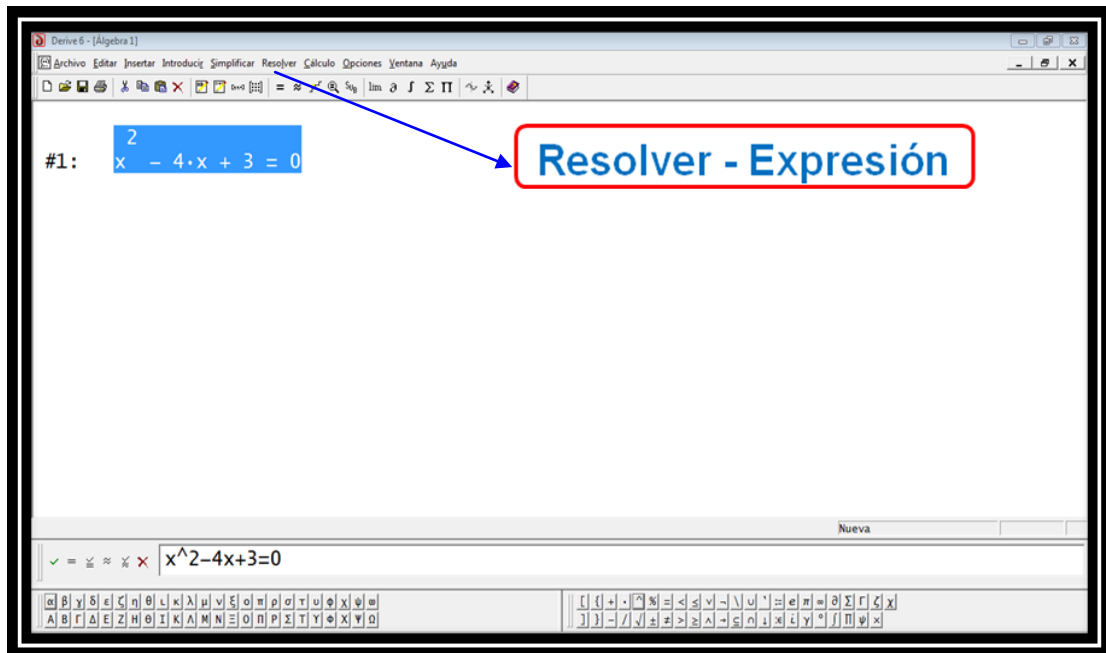 Derive 6 - [Álgebra 1]
Archivo Editar Insertar Introducir Simplificar Resolver Cálculo Opciones Ventana Ayuda
lim ∂ ∫ Σ Π
2
#1: x - 4·x + 3 = 0
Resolver - Expresión
Nueva
x^2-4x+3=0
α β γ δ ε ζ η θ ι κ λ μ ν ξ ο π ρ σ τ υ φ χ ψ ω
Α Β Γ Δ Ε Ζ Η Θ Ι Κ Λ Μ Ν Ξ Ο Π Ρ Σ Τ Υ Φ Χ Ψ Ω